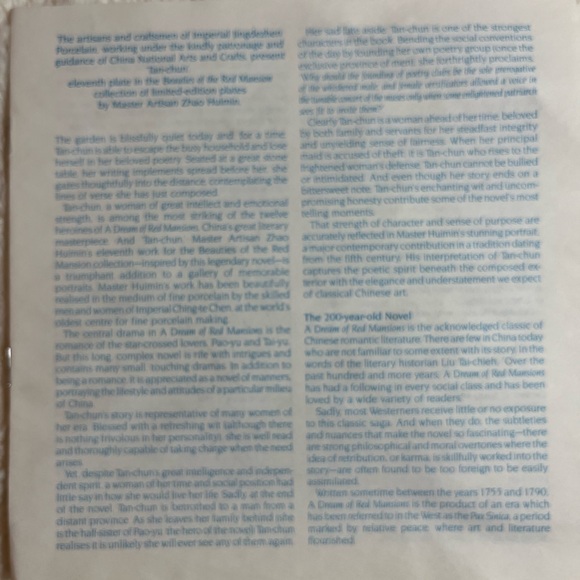 The artisans and craftsmen of Imperial Jingdezhen
Porcelain, working under the kindly patronage and
guidance of China National Arts and Crafts, present
"Tan-chun:"
eleventh plate in the Beauties of the Red Mansion
collection of limited-edition plates
by Master Artisan Zhao Huimin.
The garden is blissfully quiet today and, for a time,
Tan-chun is able to escape the busy household and lose
herself in her beloved poetry. Seated at a great stone
table, her writing implements spread before her, she
gazes thoughtfully into the distance, contemplating the
lines of verse she has just composed.
Tan-chun, a woman of great intellect and emotional
strength, is among the most striking of the twelve
heroines of A Dream of Red Mansions, China's great literary
masterpiece. And "Tan-chun," Master Artisan Zhao
Huimin's eleventh work for the Beauties of the Red
Mansion collection—inspired by this legendary novel—is
a triumphant addition to a gallery of memorable
portraits. Master Huimin's work has been beautifully
realised in the medium of fine porcelain by the skilled
men and women of Imperial Ching-te Chen, at the world's
oldest centre for fine porcelain making.
The central drama in A Dream of Red Mansions is the
romance of the star-crossed lovers, Pao-yu and Tai-yu.
But this long, complex novel is rife with intrigues and
contains many small, touching dramas. In addition to
being a romance, it is appreciated as a novel of manners,
portraying the lifestyle and attitudes of a particular milieu
of China.
Tan-chun's story is representative of many women of
her era. Blessed with a refreshing wit (although there
is nothing frivolous in her personality), she is well read
and thoroughly capable of taking charge when the need
arises.
Yet, despite Tan-chun's great intelligence and indepen-
dent spirit, a woman of her time and social position had
little say in how she would live her life. Sadly, at the end
of the novel, Tan-chun is betrothed to a man from a
distant province. As she leaves her family behind (she
is the half-sister of Pao-yu, the hero of the novel), Tan-chun
realises it is unlikely she will ever see any of them again.
Her sad fate aside, Tan-chun is one of the strongest
characters in the book. Bending the social conventions
of the day by founding her own poetry group (once the
exclusive province of men), she forthrightly proclaims,
"Why should the founding of poetry clubs be the sole prerogative
of the whiskered male, and female versification allowed a voice in
the tunable concert of the muses only when some enlightened patriarch
sees fit to invite them?"
Clearly Tan-chun is a woman ahead of her time, beloved
by both family and servants for her steadfast integrity
and unyielding sense of fairness. When her principal
maid is accused of theft, it is Tan-chun who rises to the
frightened woman's defense. Tan-chun cannot be bullied
or intimidated. And even though her story ends on a
bittersweet note, Tan-chun's enchanting wit and uncom-
promising honesty contribute some of the novel's most
telling moments.
That strength of character and sense of purpose are
accurately reflected in Master Huimin's stunning portrait,
a major contemporary contribution in a tradition dating
from the fifth century. His interpretation of "Tan-chun"
captures the poetic spirit beneath the composed ex-
terior with the elegance and understatement we expect
of classical Chinese art.
The 200-year-old Novel
A Dream of Red Mansions is the acknowledged classic of
Chinese romantic literature. There are few in China today
who are not familiar to some extent with its story. In the
words of the literary historian Liu Ta-chieh: "Over the
past hundred and more years, A Dream of Red Mansions
has had a following in every social class and has been
loved by a wide variety of readers."
Sadly, most Westerners receive little or no exposure
to this classic saga. And when they do, the subtleties
and nuances that make the novel so fascinating—there
are strong philosophical and moral overtones where the
idea of retribution, or karma, is skilfully worked into the
story—are often found to be too foreign to be easily
assimilated.
Written sometime between the years 1755 and 1790,
A Dream of Red Mansions is the product of an era which
has been referred to in the West as the Pax Sinica, a period
marked by relative peace, where art and literature
flourished.